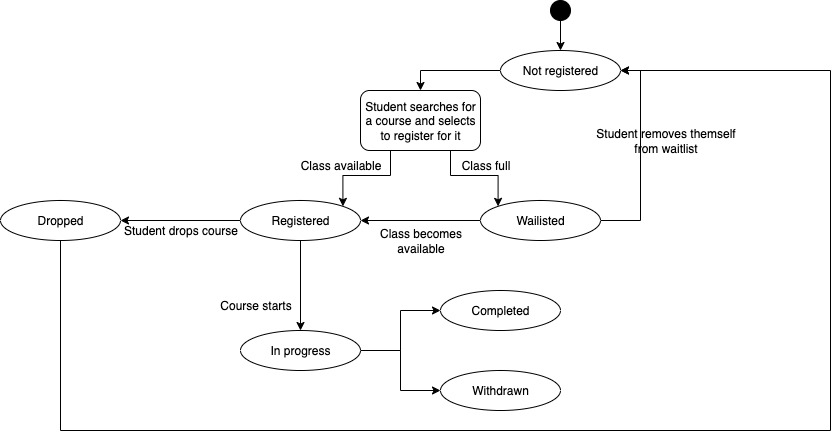 Not registered
Student searches for
a course and selects
to register for it
Student removes themself
from waitlist
Class available
Class full
Dropped
Registered
Wailisted
Student drops course
Class becomes
available
Course starts
Completed
In progress
Withdrawn